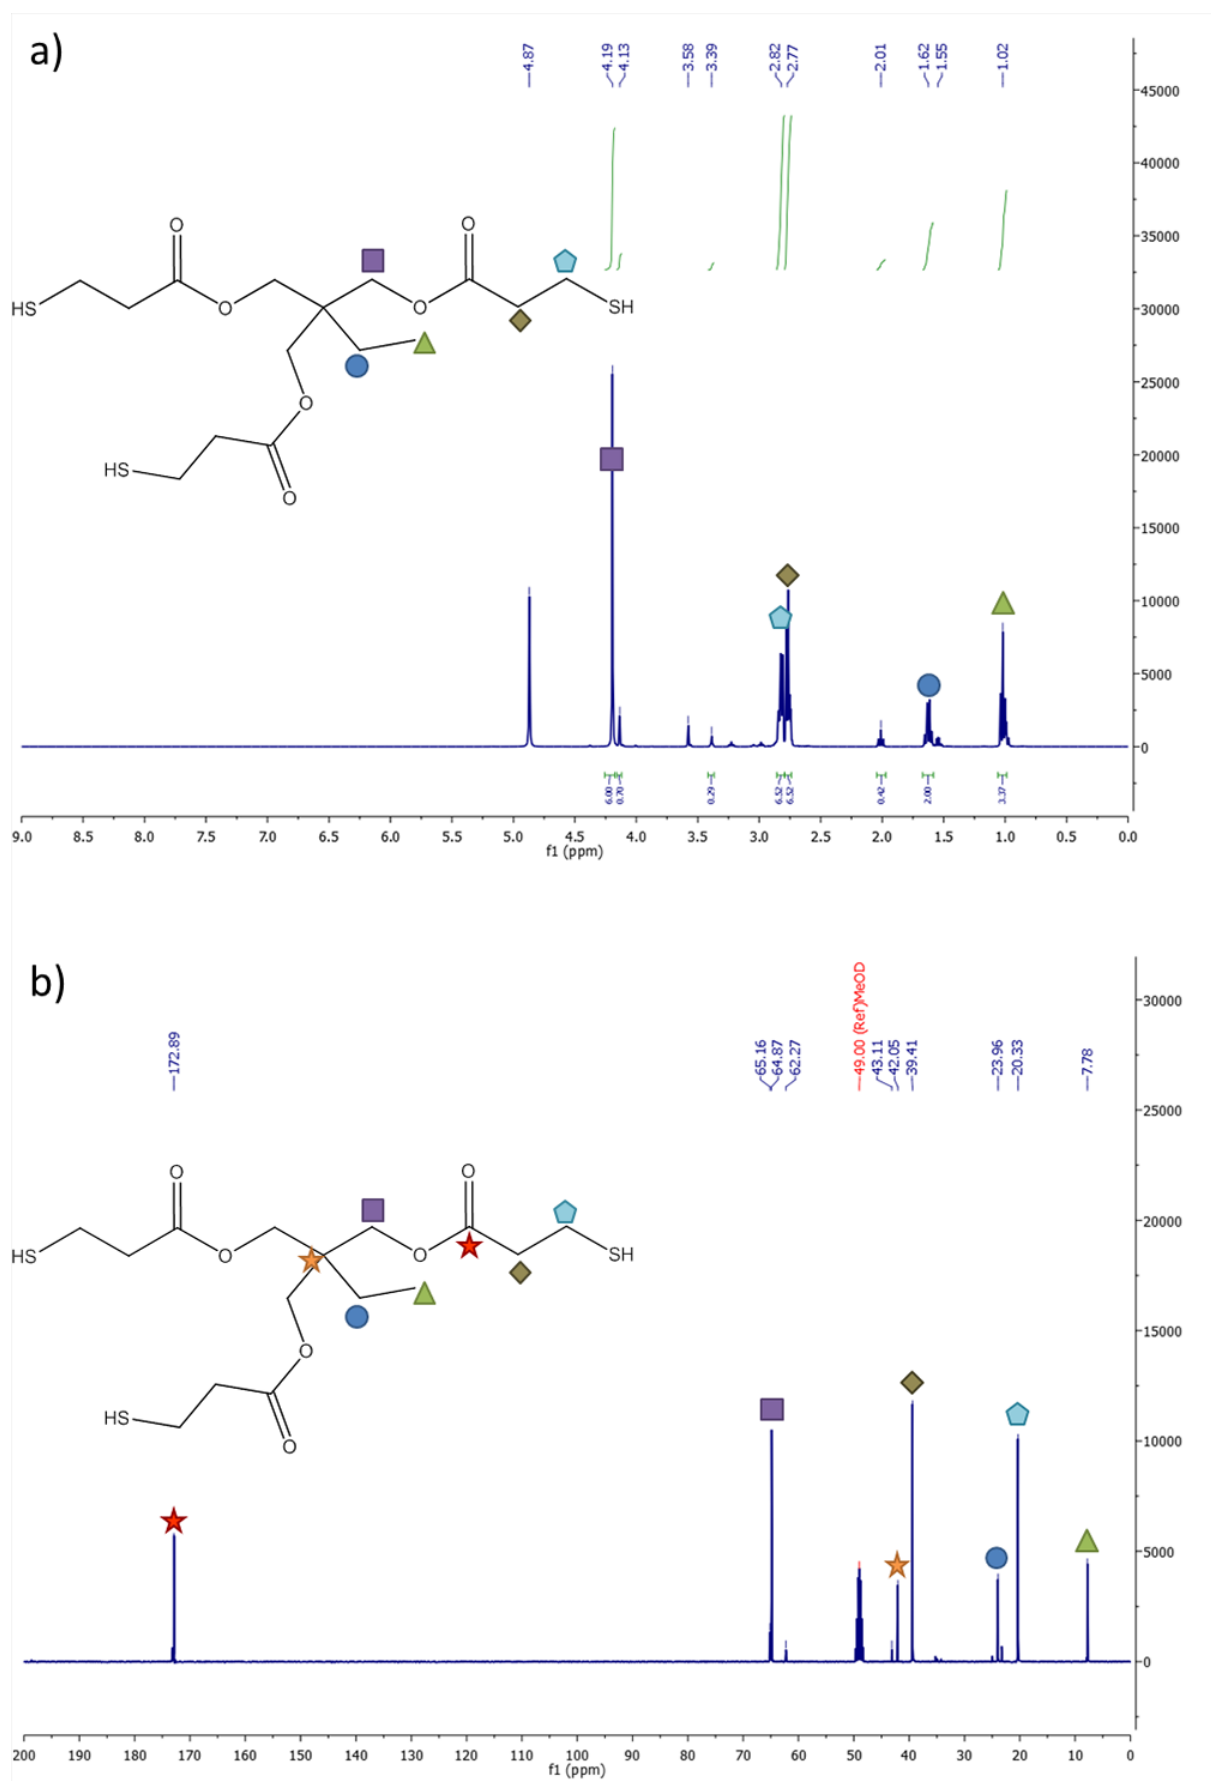 a)
4.87
4.19
4.13
3.58
3.39
2.82
2.77
2.01
1.62
1.55
1.02
45000
40000
35000
30000
25000
20000
15000
10000
5000
0
O
O
HS
O
O
SH
O
HS
O
6.00
0.70
0.29
6.52
6.52
0.42
2.00
3.37
9.0 8.5 8.0 7.5 7.0 6.5 6.0 5.5 5.0 4.5 4.0 3.5 3.0 2.5 2.0 1.5 1.0 0.5 0.0
f1 (ppm)
b)
172.89
65.16
64.87
62.27
49.00 (Ref)MeOD
43.11
42.05
39.41
23.96
20.33
7.78
30000
25000
20000
15000
10000
5000
0
O
O
HS
O
O
SH
O
HS
O
200 190 180 170 160 150 140 130 120 110 100 90 80 70 60 50 40 30 20 10 0
f1 (ppm)